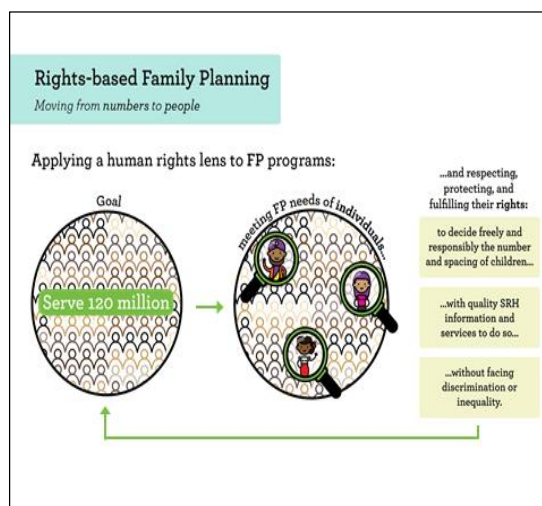 Rights-based Family Planning
Moving from numbers to people
Applying a human rights lens to FP programs:
Goal
Serve 120 million
meeting FP needs of individuals...
...and respecting,
protecting, and
fulfilling their rights:
to decide freely and
responsibly the number
and spacing of children...
...with quality SRH
information and
services to do so...
...without facing
discrimination or
inequality.